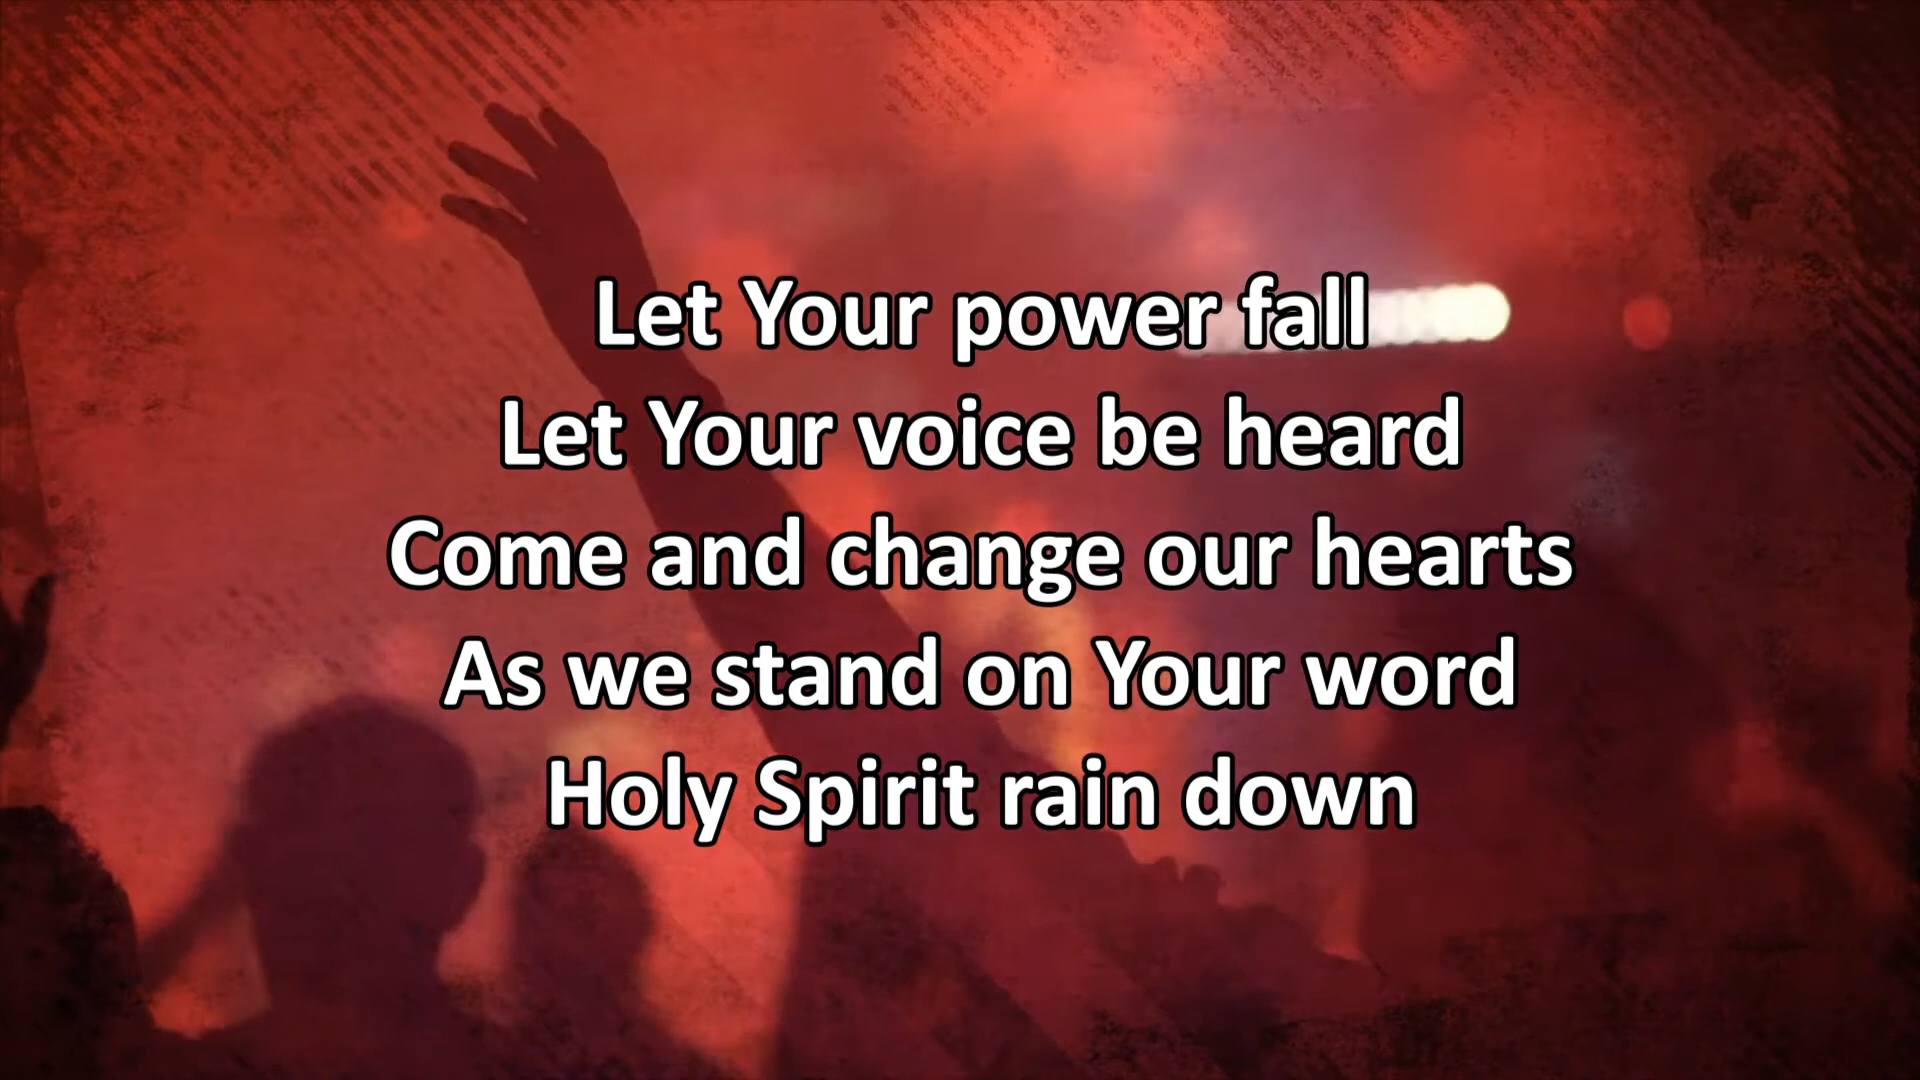 Let Your power fall
Let Your voice be heard
Come and change our hearts
As we stand on Your word
Holy Spirit rain down